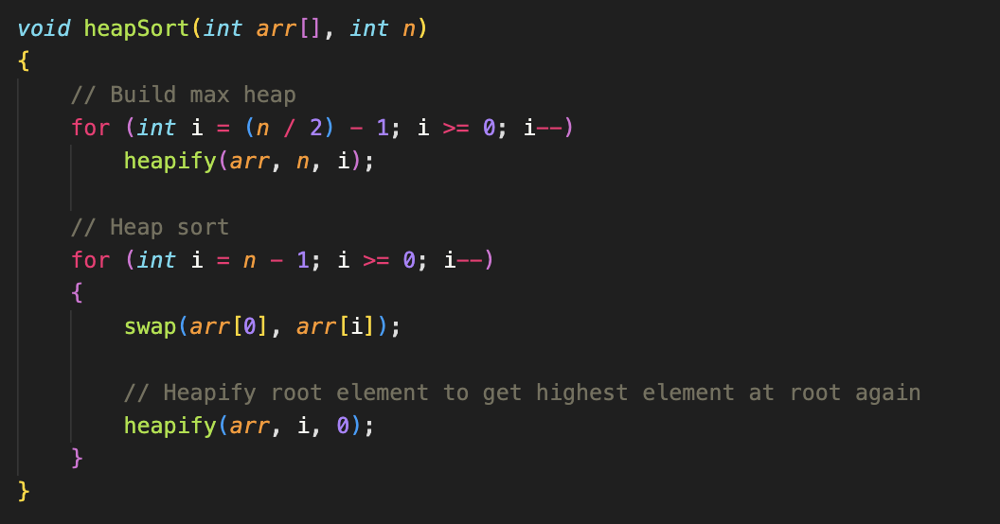 void heapSort(int arr[], int n)
{
    // Build max heap
    for (int i = (n / 2) - 1; i >= 0; i--)
        heapify(arr, n, i);

    // Heap sort
    for (int i = n - 1; i >= 0; i--)
    {
        swap(arr[0], arr[i]);

        // Heapify root element to get highest element at root again
        heapify(arr, i, 0);
    }
}